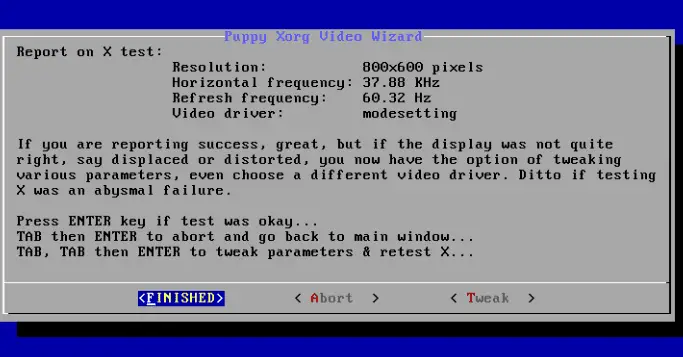 Puppy Xorg Video Wizard
Report on X test:
Resolution: 800x600 pixels
Horizontal frequency: 37.88 KHz
Refresh frequency: 60.32 Hz
Video driver: modesetting
If you are reporting success, great, but if the display was not quite
right, say displaced or distorted, you now have the option of tweaking
various parameters, even choose a different video driver. Ditto if testing
X was an abysmal failure.
Press ENTER key if test was okay...
TAB then ENTER to abort and go back to main window...
TAB, TAB then ENTER to tweak parameters & retest X...
<FINISHED> < Abort > < Tweak >